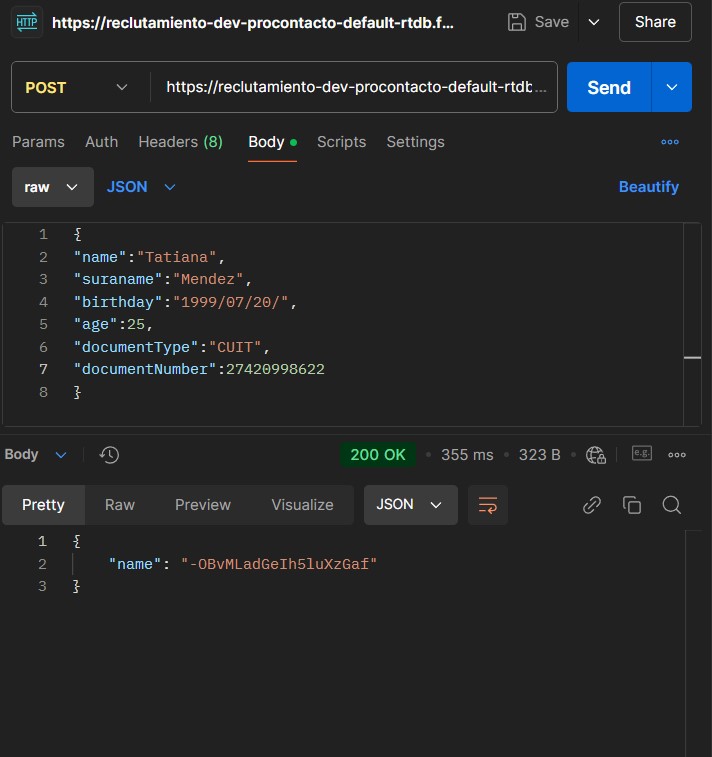 HTTP https://reclutamiento-dev-procontacto-default-rtdb.f... Save Share
POST https://reclutamiento-dev-procontacto-default-rtdb... Send
Params Auth Headers (8) Body Scripts Settings
raw JSON Beautify
1 {
2 "name":"Tatiana",
3 "suraname":"Mendez",
4 "birthday":"1999/07/20/",
5 "age":25,
6 "documentType":"CUIT",
7 "documentNumber":27420998622
8 }
Body 200 OK • 355 ms • 323 B • e.g.
Pretty Raw Preview Visualize JSON
1 {
2 "name": "-OBvMLadGeIh5luXzGaf"
3 }